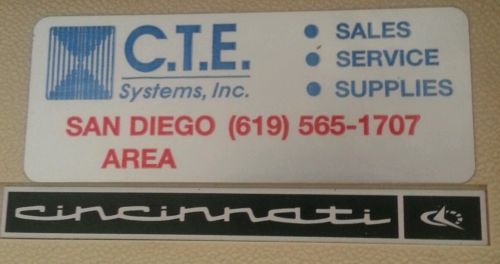 C.T.E.
Systems, Inc.
• SALES
• SERVICE
• SUPPLIES
SAN DIEGO (619) 565-1707
AREA
cincinnati